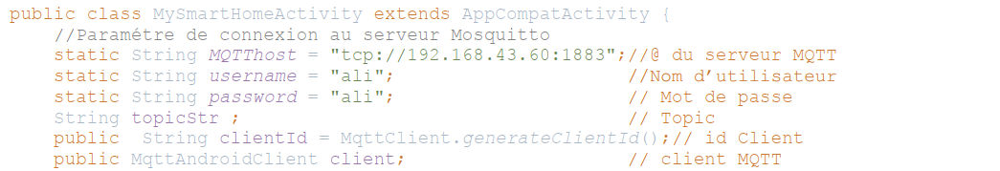 public class MySmartHomeActivity extends AppCompatActivity {
//Paramétre de connexion au serveur Mosquitto
static String MQTThost = "tcp://192.168.43.60:1883";//@ du serveur MQTT
static String username = "ali"; //Nom d’utilisateur
static String password = "ali"; // Mot de passe
String topicStr ; // Topic
public String clientId = MqttClient.generateClientId();// id Client
public MqttAndroidClient client; // client MQTT